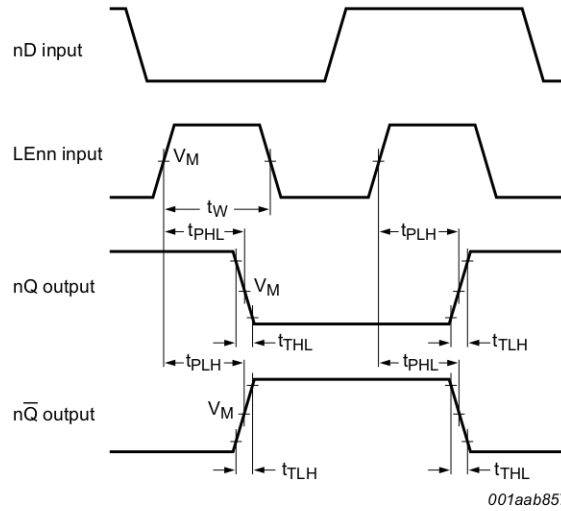 nD input
LEnn input
VM
tW
tPHL
tPLH
nQ output
VM
tTHL
tTLH
tPLH
tPHL
nQ̅ output
VM
tTLH
tTHL
001aab857